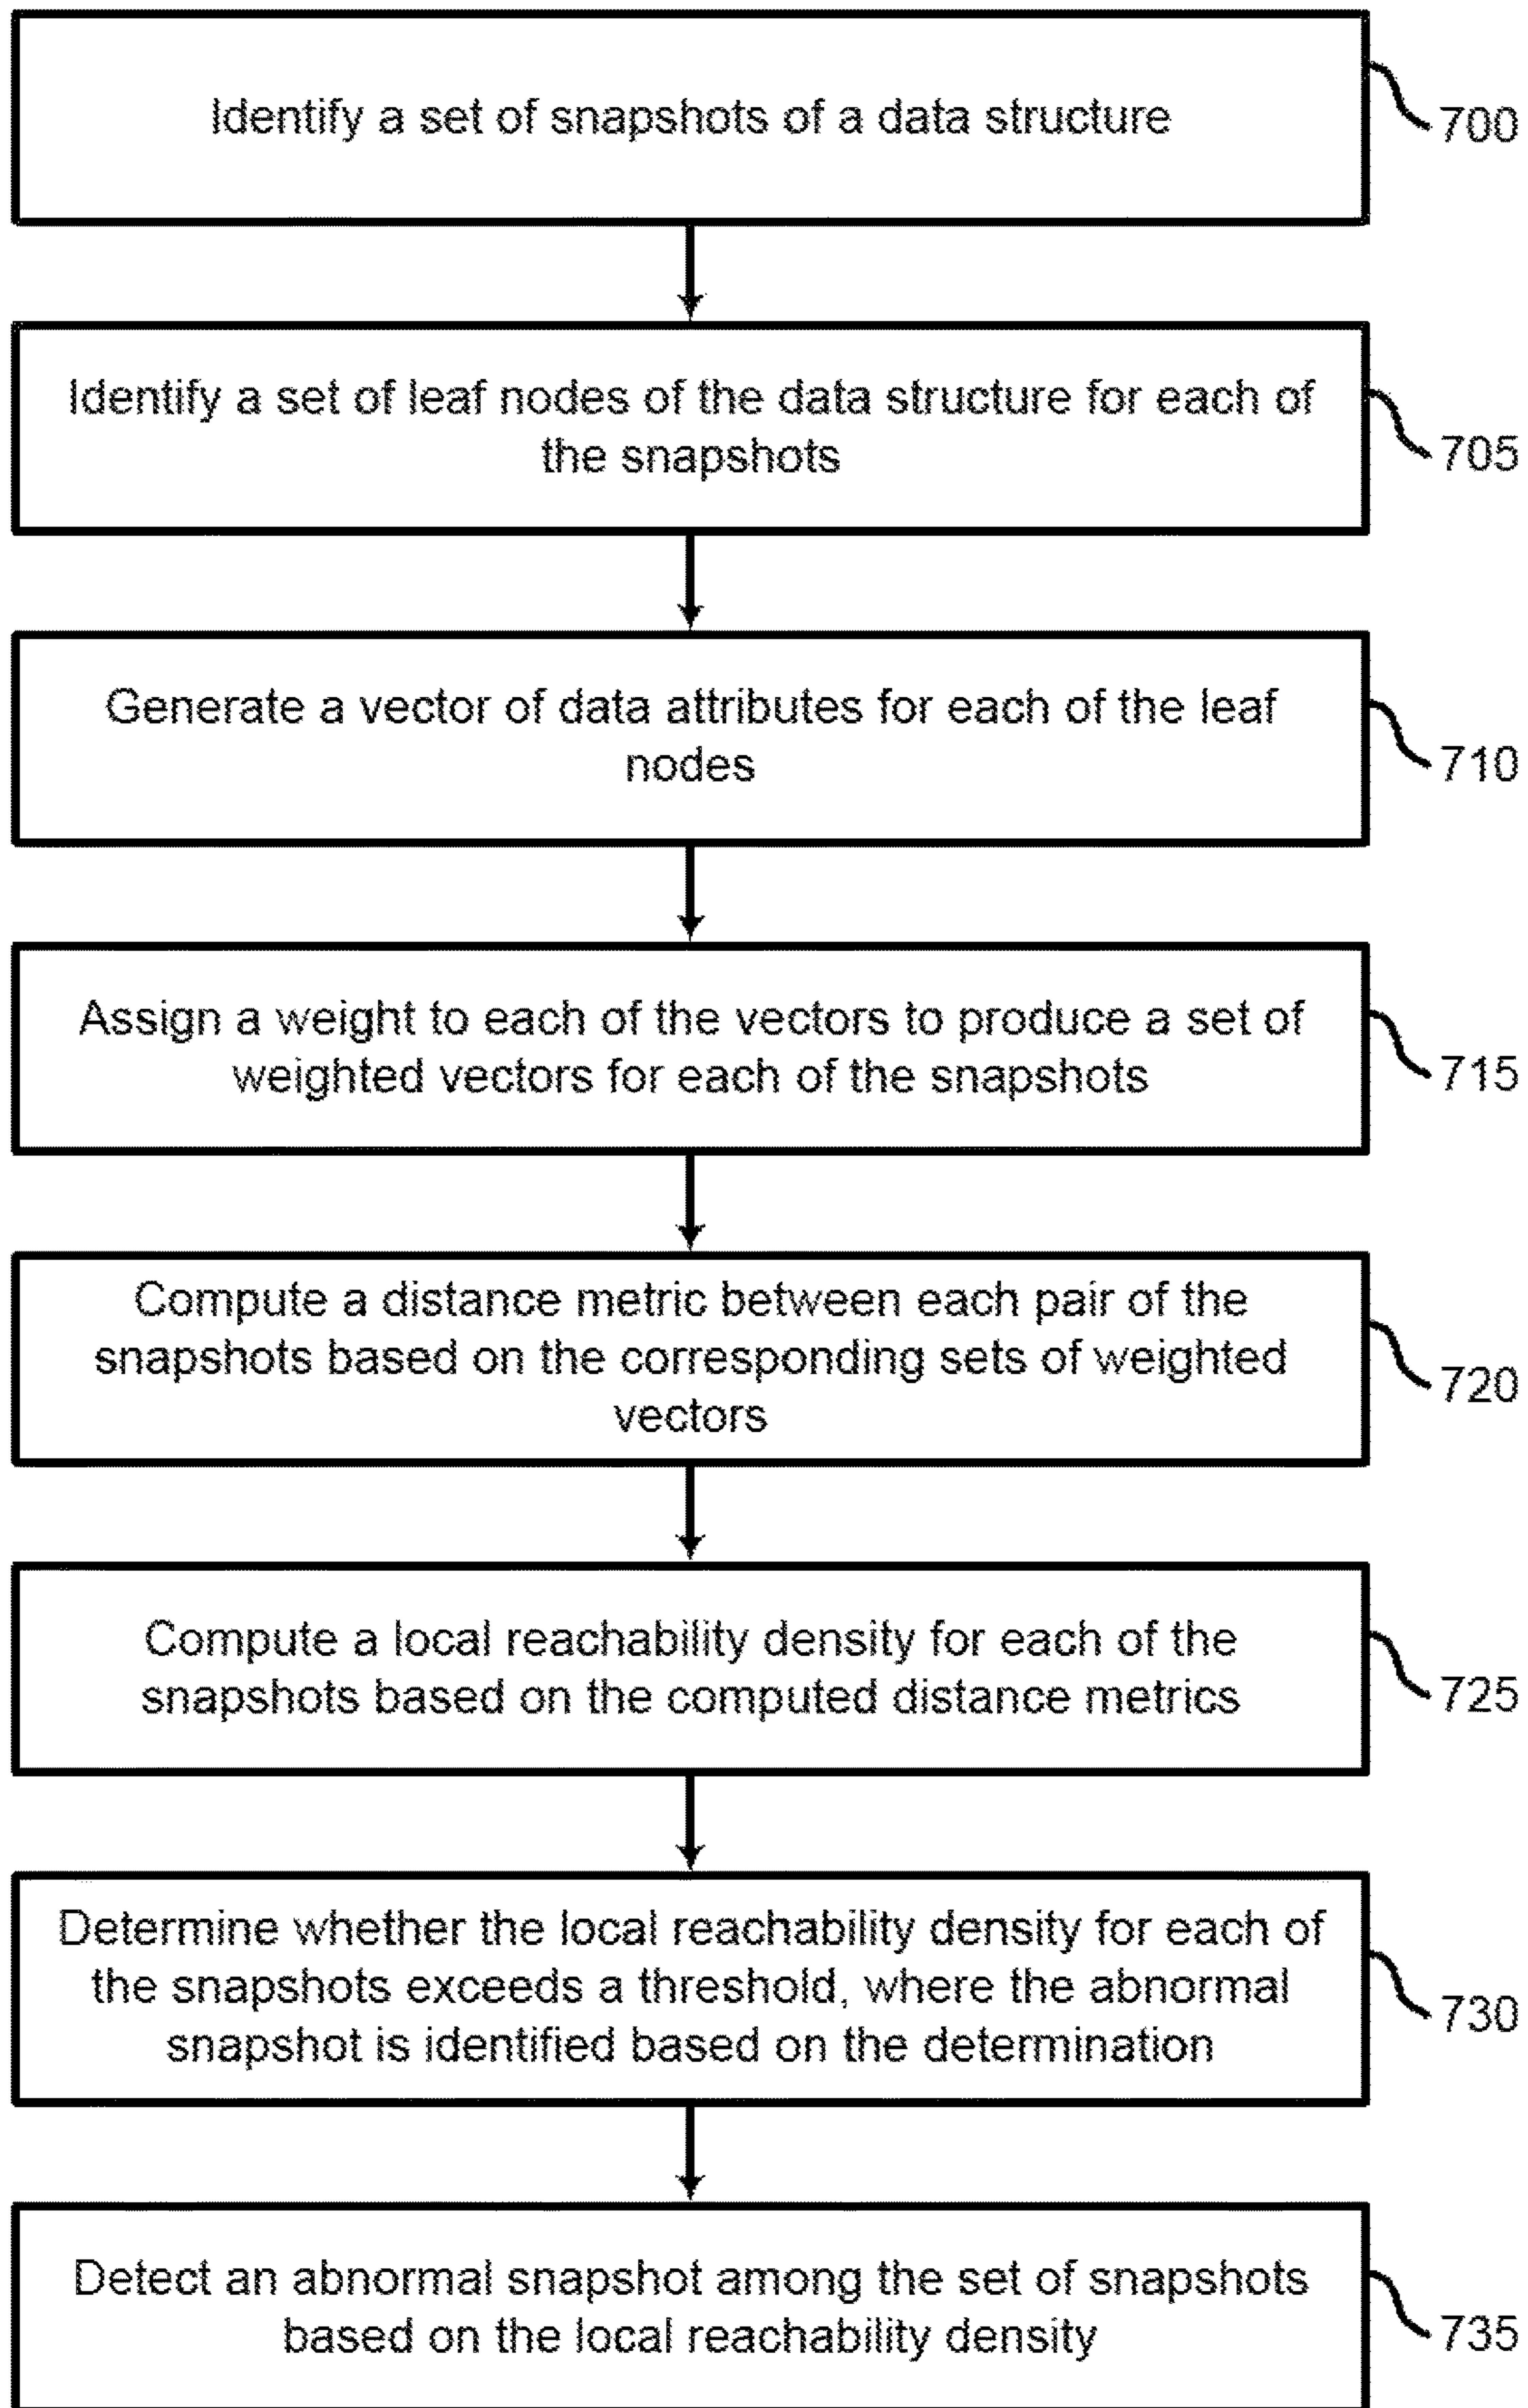 Identify a set of snapshots of a data structure
700
Identify a set of leaf nodes of the data structure for each of
the snapshots
705
Generate a vector of data attributes for each of the leaf
nodes
710
Assign a weight to each of the vectors to produce a set of
weighted vectors for each of the snapshots
715
Compute a distance metric between each pair of the
snapshots based on the corresponding sets of weighted
vectors
720
Compute a local reachability density for each of the
snapshots based on the computed distance metrics
725
Determine whether the local reachability density for each of
the snapshots exceeds a threshold, where the abnormal
snapshot is identified based on the determination
730
Detect an abnormal snapshot among the set of snapshots
based on the local reachability density
735